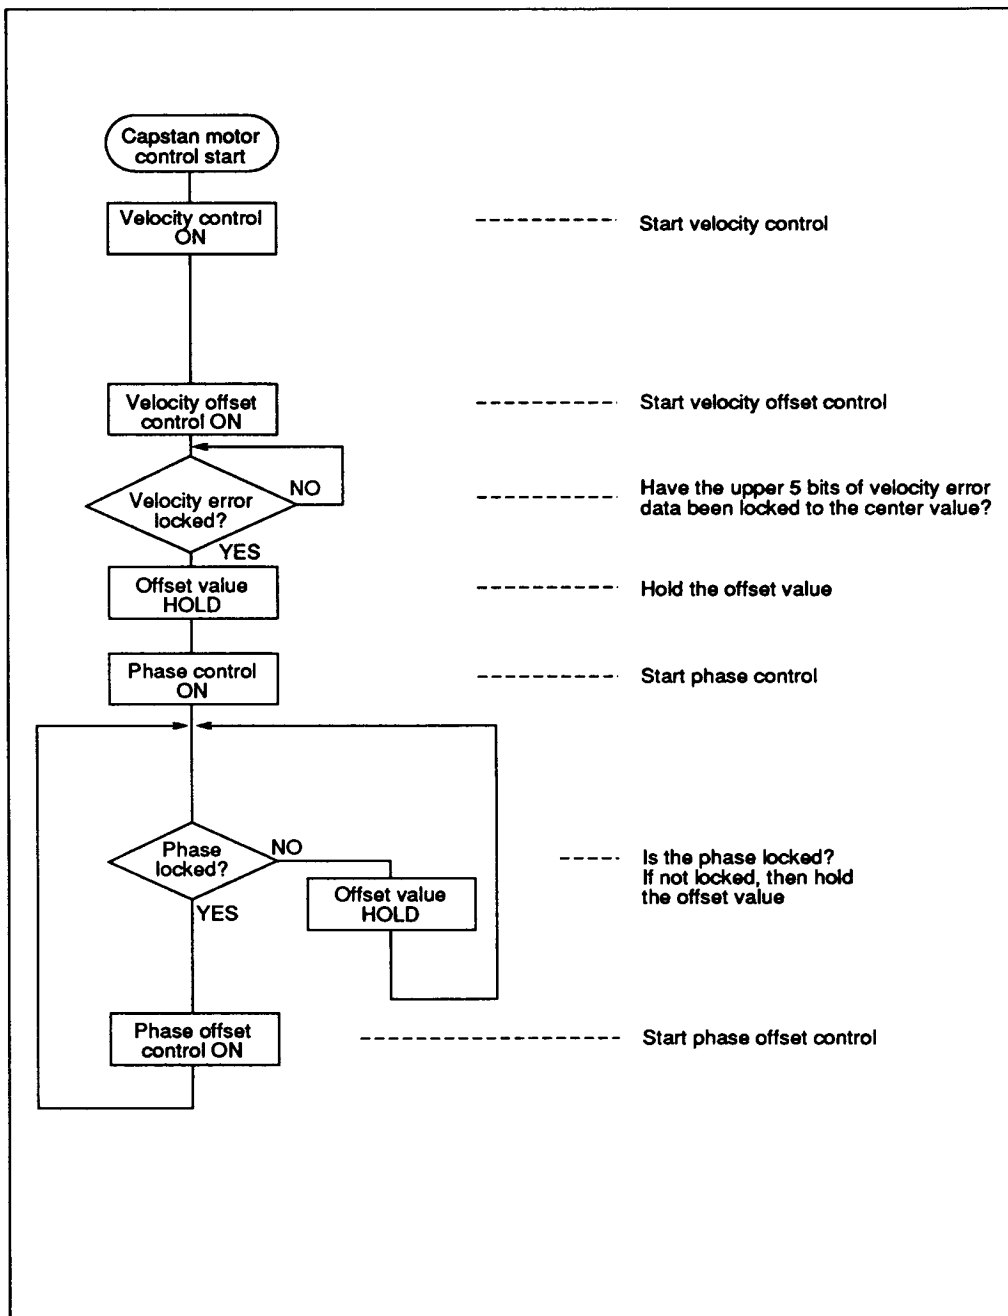 Capstan motor
control start
Velocity control
ON
Start velocity control
Velocity offset
control ON
Start velocity offset control
Velocity error
locked?
NO
YES
Have the upper 5 bits of velocity error
data been locked to the center value?
Offset value
HOLD
Hold the offset value
Phase control
ON
Start phase control
Phase
locked?
NO
YES
Offset value
HOLD
Is the phase locked?
If not locked, then hold
the offset value
Phase offset
control ON
Start phase offset control